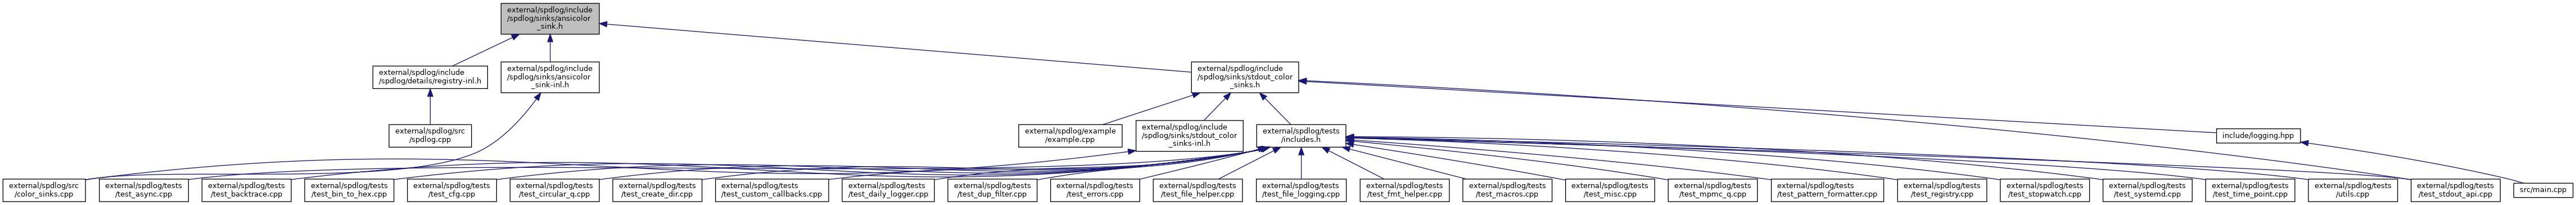 external/spdlog/include
/spdlog/sinks/ansicolor
_sink.h
external/spdlog/include
/spdlog/details/registry-inl.h
external/spdlog/include
/spdlog/sinks/ansicolor
_sink-inl.h
external/spdlog/include
/spdlog/sinks/stdout_color
_sinks.h
external/spdlog/src
/spdlog.cpp
external/spdlog/example
/example.cpp
external/spdlog/include
/spdlog/sinks/stdout_color
_sinks-inl.h
external/spdlog/tests
/includes.h
include/logging.hpp
external/spdlog/src
/color_sinks.cpp
external/spdlog/tests
/test_async.cpp
external/spdlog/tests
/test_backtrace.cpp
external/spdlog/tests
/test_bin_to_hex.cpp
external/spdlog/tests
/test_cfg.cpp
external/spdlog/tests
/test_circular_q.cpp
external/spdlog/tests
/test_create_dir.cpp
external/spdlog/tests
/test_custom_callbacks.cpp
external/spdlog/tests
/test_daily_logger.cpp
external/spdlog/tests
/test_dup_filter.cpp
external/spdlog/tests
/test_errors.cpp
external/spdlog/tests
/test_file_helper.cpp
external/spdlog/tests
/test_file_logging.cpp
external/spdlog/tests
/test_fmt_helper.cpp
external/spdlog/tests
/test_macros.cpp
external/spdlog/tests
/test_misc.cpp
external/spdlog/tests
/test_mpmc_q.cpp
external/spdlog/tests
/test_pattern_formatter.cpp
external/spdlog/tests
/test_registry.cpp
external/spdlog/tests
/test_stopwatch.cpp
external/spdlog/tests
/test_systemd.cpp
external/spdlog/tests
/test_time_point.cpp
external/spdlog/tests
/utils.cpp
external/spdlog/tests
/test_stdout_api.cpp
src/main.cpp